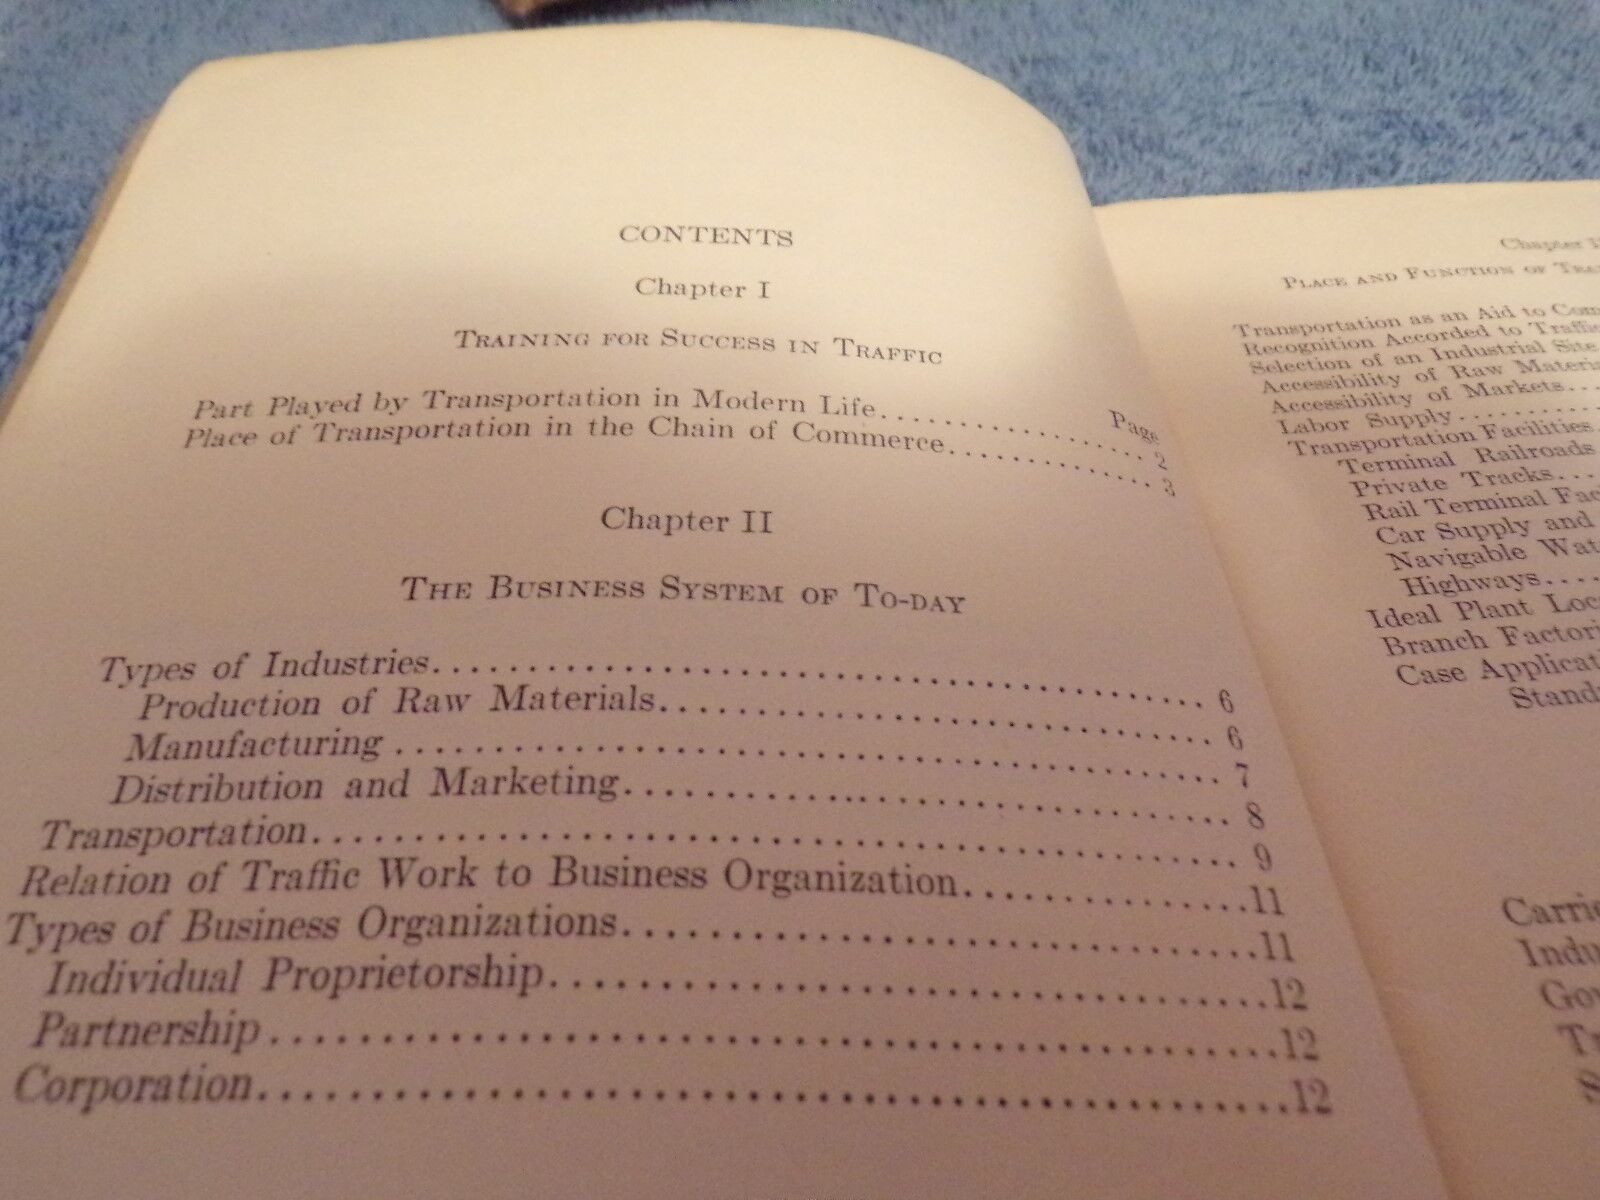 CONTENTS
Chapter I
Training for Success in Traffic
Page
Part Played by Transportation in Modern Life................ 2
Place of Transportation in the Chain of Commerce............. 3
Chapter II
The Business System of To-day
Types of Industries........................................ 6
Production of Raw Materials............................... 6
Manufacturing ............................................ 7
Distribution and Marketing................................ 8
Transportation............................................ 9
Relation of Traffic Work to Business Organization...............11
Types of Business Organizations.................................11
Individual Proprietorship.................................12
Partnership ..............................................12
Corporation...............................................12
Chapter
Place and Function of
Transportation as an Aid to
Recognition Accorded to
Selection of an Industrial Site
Accessibility of Raw
Accessibility of Markets...
Labor Supply............
Transportation Facilities.
Terminal Railroads
Private Tracks...
Rail Terminal
Car Supply and
Navigable
Highways....
Ideal Plant
Branch
Case